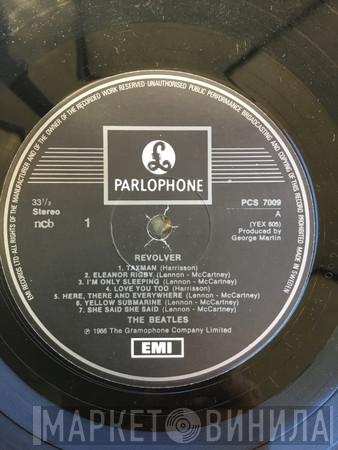 EMI RECORDS LTD ALL RIGHTS OF THE MANUFACTURER AND OF THE OWNER OF THE RECORDED WORK RESERVED·UNAUTHORISED PUBLIC PERFORMANCE BROADCASTING AND COPYING OF THIS RECORD PROHIBITED MADE IN SWEDEN
£
PARLOPHONE
33 1/3
Stereo
ncb
1
PCS 7009
A
(YEX 605)
Produced by
George Martin
REVOLVER
1. TAXMAN (Harrisson)
2. ELEANOR RIGBY (Lennon - McCartney)
3. I'M ONLY SLEEPING (Lennon - McCartney)
4. LOVE YOU TOO (Harrisson)
5. HERE, THERE AND EVERYWHERE (Lennon - McCartney)
6. YELLOW SUBMARINE (Lennon - McCartney)
7. SHE SAID SHE SAID (Lennon - McCartney)
THE BEATLES
℗ 1966 The Gramophone Company Limited
EMI
МАРКЕТ ВИНИЛА